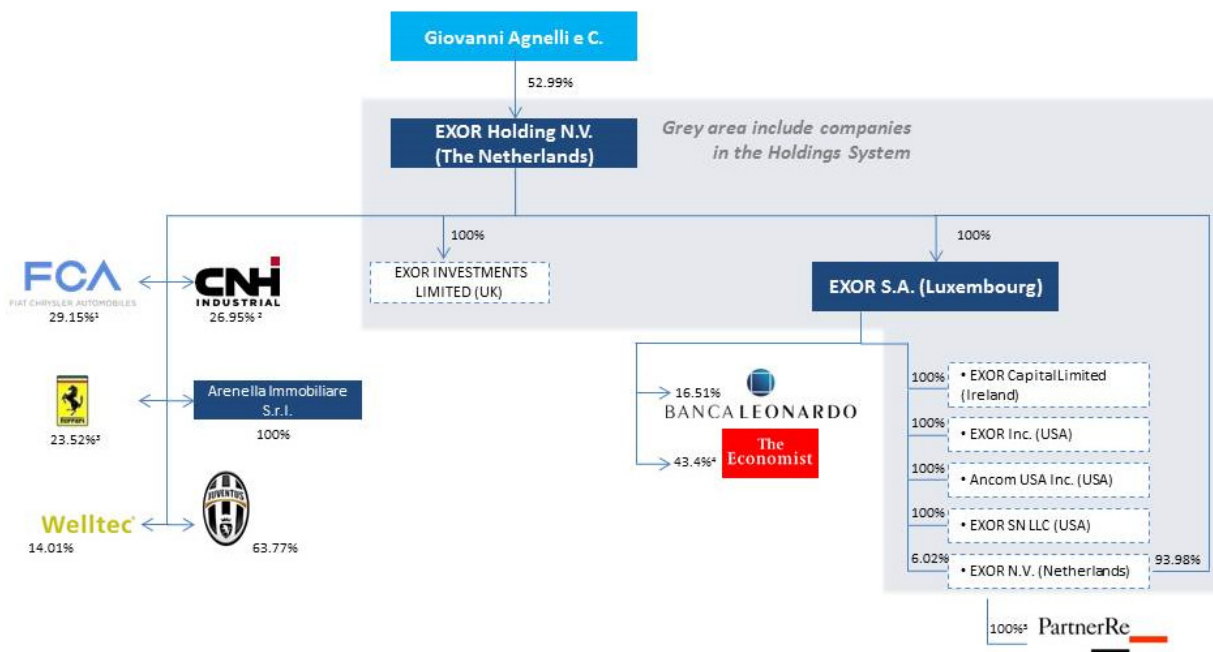 Giovanni Agnelli e C.
52.99%
EXOR Holding N.V.
(The Netherlands)
Grey area include companies
in the Holdings System
100%
100%
EXOR INVESTMENTS
LIMITED (UK)
EXOR S.A. (Luxembourg)
FCA
FIAT CHRYSLER AUTOMOBILES
29.15%¹
CNH
INDUSTRIAL
26.95% ²
Ferrari
23.52%³
Arenella Immobiliare
S.r.l.
100%
Welltec
14.01%
JUVENTUS
63.77%
16.51%
BANCA LEONARDO
43.4%⁴
The
Economist
100%
• EXOR Capital Limited
(Ireland)
100%
• EXOR Inc. (USA)
100%
• Ancom USA Inc. (USA)
100%
• EXOR SN LLC (USA)
6.02%
• EXOR N.V. (Netherlands)
93.98%
100%⁵
PartnerRe